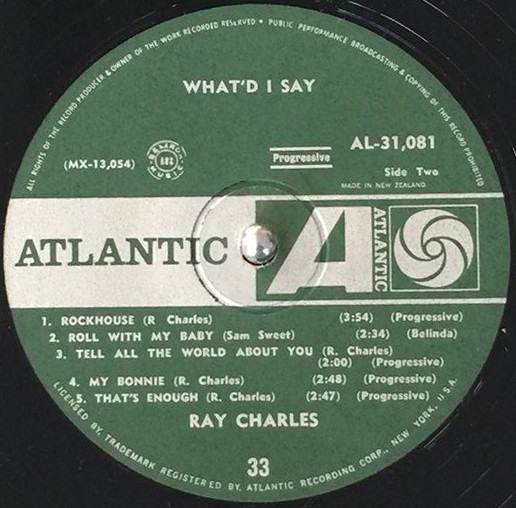 ALL RIGHTS OF THE RECORD PRODUCER & OWNER OF THE WORK RECORDED RESERVED • PUBLIC PERFORMANCE BROADCASTING & COPYING OF THIS RECORD PROHIBITED
WHAT'D I SAY
AL-31,081
(MX-13,054)
BELINDA MUSIC
Progressive
Side Two
MADE IN NEW ZEALAND
ATLANTIC
A
ATLANTIC
1. ROCKHOUSE (R Charles) (3:54) (Progressive)
2. ROLL WITH MY BABY (Sam Sweet) (2:34) (Belinda)
3. TELL ALL THE WORLD ABOUT YOU (R. Charles)
(2:00) (Progressive)
4. MY BONNIE (R. Charles) (2:48) (Progressive)
5. THAT'S ENOUGH (R. Charles) (2:47) (Progressive)
RAY CHARLES
33
LICENSED BY, TRADEMARK REGISTERED BY, ATLANTIC RECORDING CORP., NEW YORK, U.S.A.